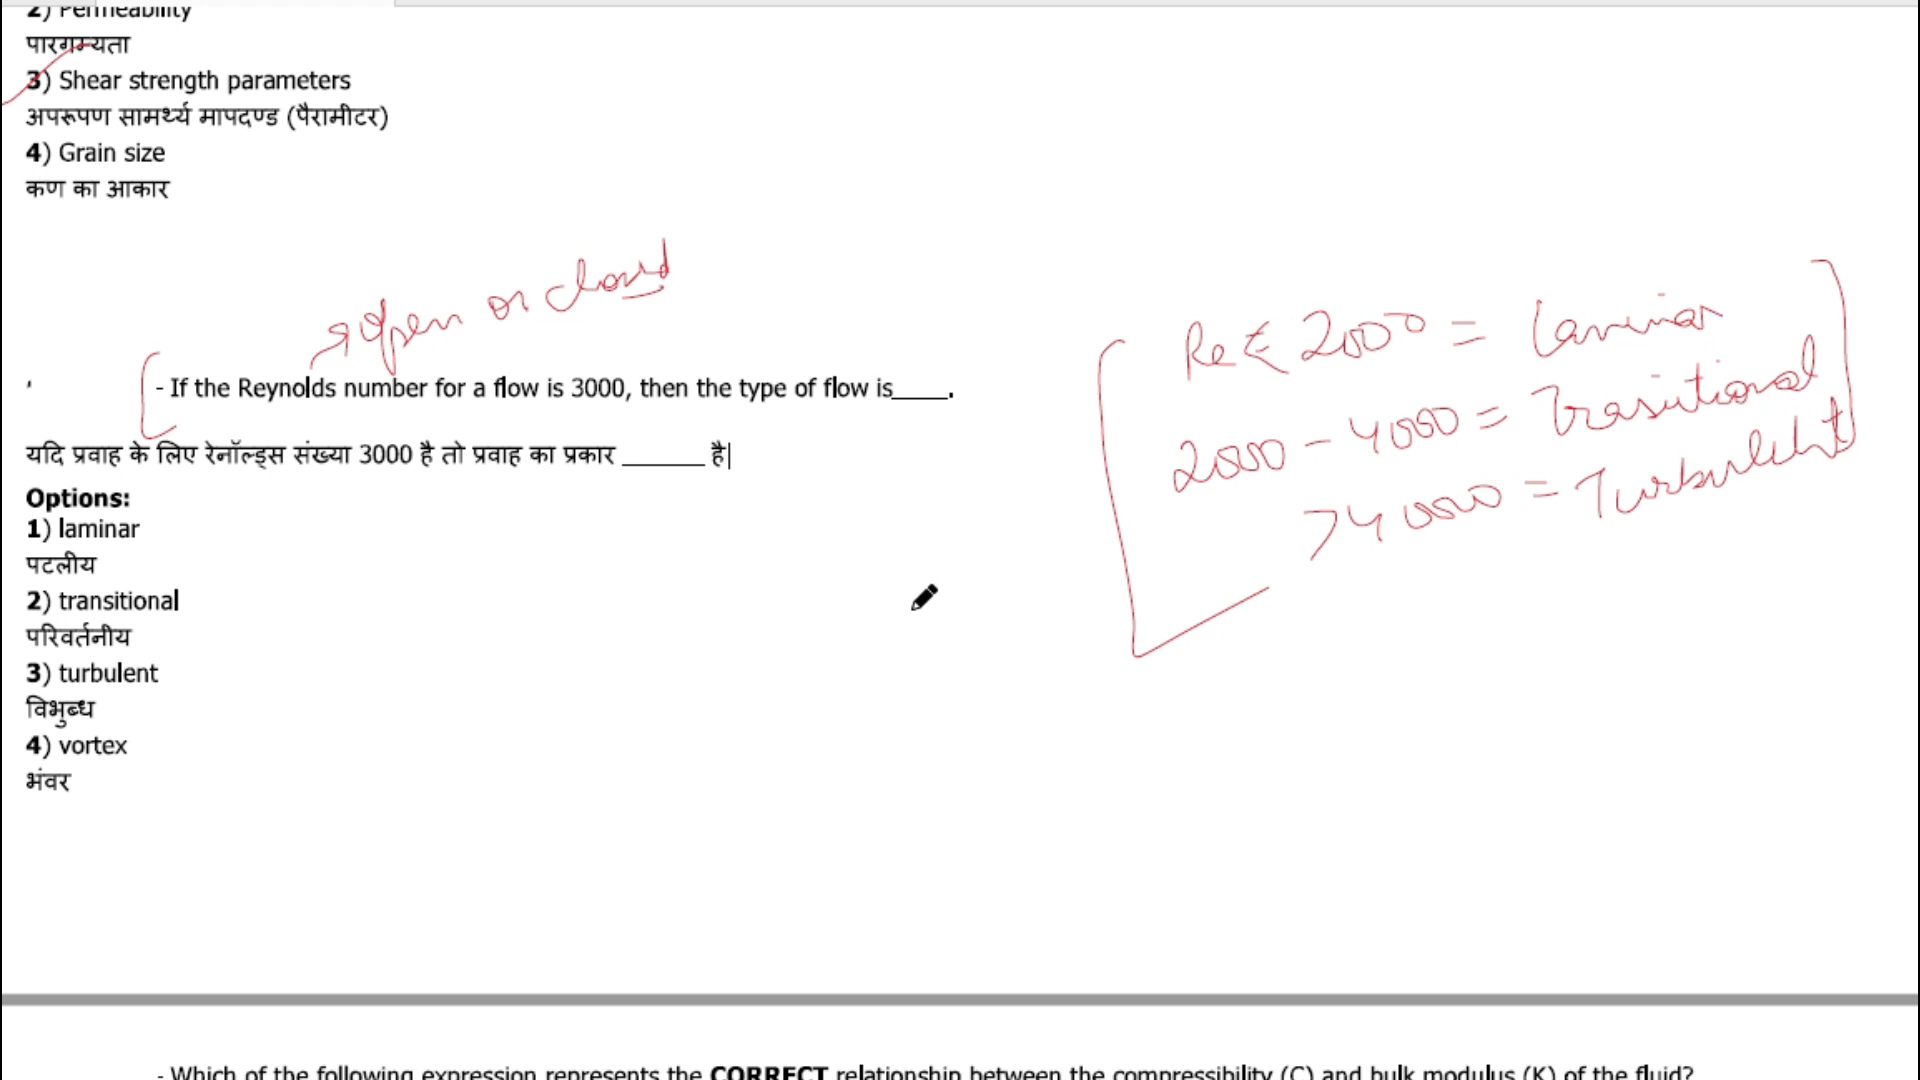 2) Permeability
पारगम्यता
3) Shear strength parameters
अपरूपण सामर्थ्य मापदण्ड (पैरामीटर)
4) Grain size
कण का आकार
open or closed
- If the Reynolds number for a flow is 3000, then the type of flow is____.
यदि प्रवाह के लिए रेनॉल्ड्स संख्या 3000 है तो प्रवाह का प्रकार ______ है|
Options:
1) laminar
पटलीय
2) transitional
परिवर्तनीय
3) turbulent
विभुब्ध
4) vortex
भंवर
Re ≤ 2000 = Laminar
2000 - 4000 = Trasitional
>4000 = Turbulent
- Which of the following expression represents the CORRECT relationship between the compressibility (C) and bulk modulus (K) of the fluid?